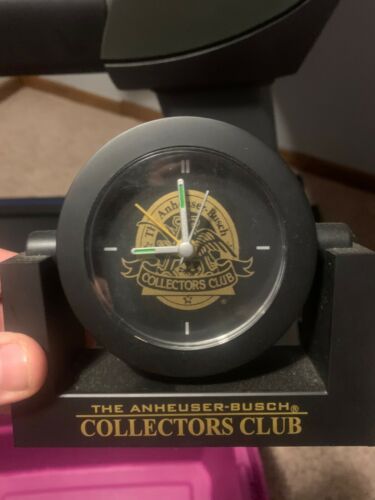 The Anheuser-Busch
COLLECTORS CLUB
®
THE ANHEUSER-BUSCH®
COLLECTORS CLUB